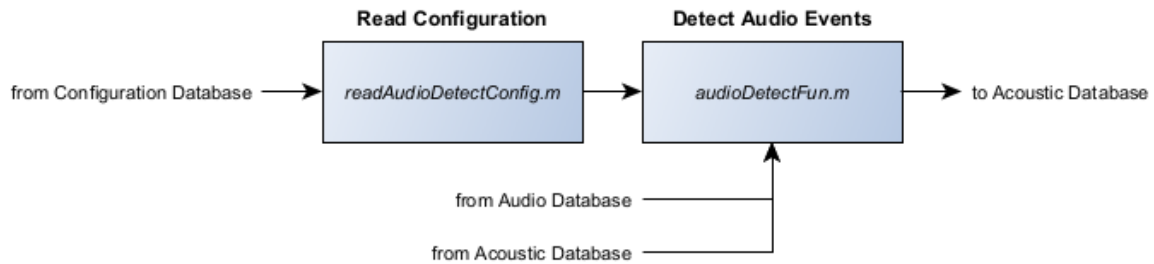 Read Configuration
Detect Audio Events
from Configuration Database
readAudioDetectConfig.m
audioDetectFun.m
to Acoustic Database
from Audio Database
from Acoustic Database